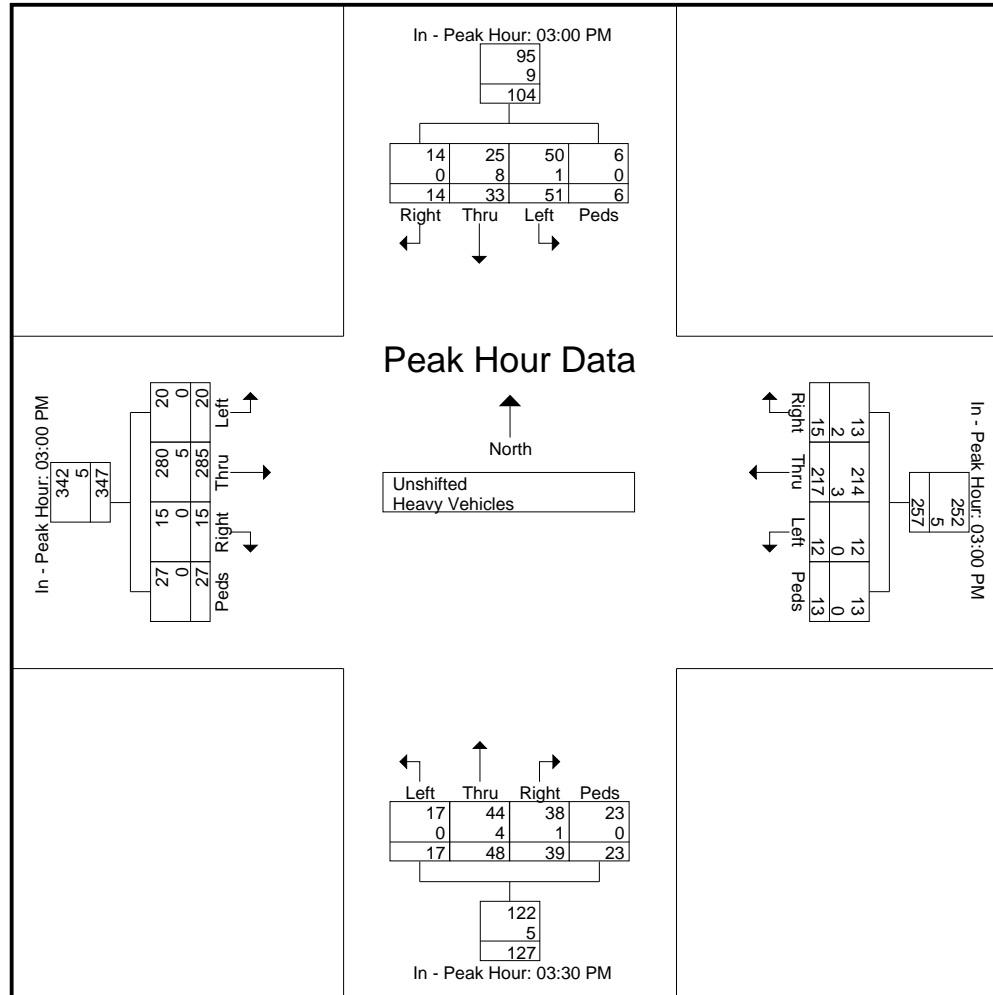 In - Peak Hour: 03:00 PM
95
9
104
14 25 50 6
0 8 1 0
14 33 51 6
Right Thru Left Peds
Peak Hour Data
North
Unshifted
Heavy Vehicles
In - Peak Hour: 03:00 PM
342
5
347
20 280 15 27
0 5 0 0
20 285 15 27
Left Thru Right Peds
Right Thru Left Peds
15 217 12 13
2 3 0 0
13 214 12 13
257
5
252
In - Peak Hour: 03:00 PM
Left Thru Right Peds
17 44 38 23
0 4 1 0
17 48 39 23
122
5
127
In - Peak Hour: 03:30 PM